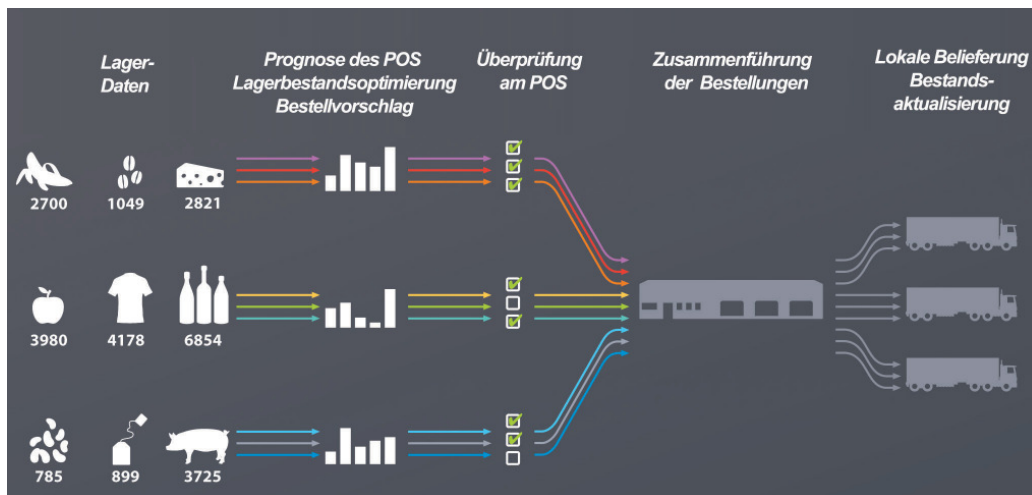 Lager-
Daten
Prognose des POS
Lagerbestandsoptimierung
Bestellvorschlag
Überprüfung
am POS
Zusammenführung
der Bestellungen
Lokale Belieferung
Bestands-
aktualisierung
2700
1049
2821
3980
4178
6854
785
899
3725